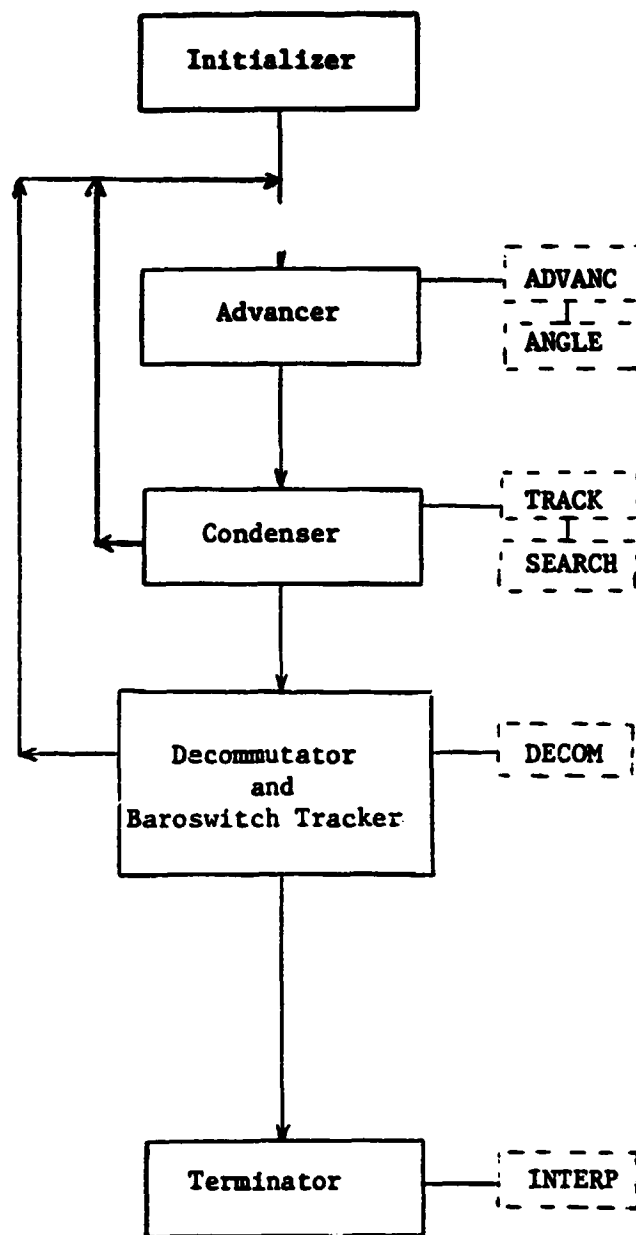 Initializer
Advancer
ADVANC
ANGLE
Condenser
TRACK
SEARCH
Decommutator
and
Baroswitch Tracker
DECOM
Terminator
INTERP